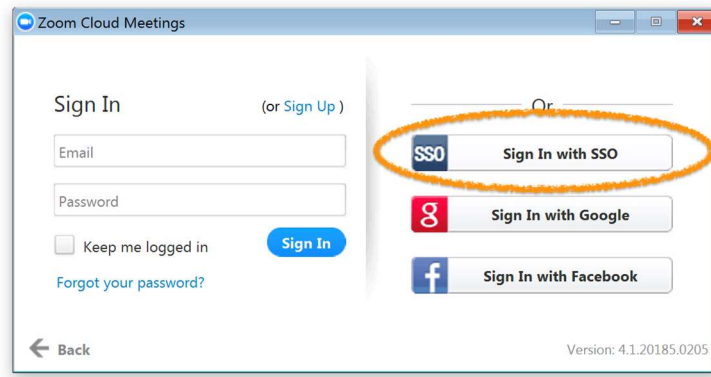 Zoom Cloud Meetings
Sign In
(or Sign Up )
Email
Password
Keep me logged in
Sign In
Forgot your password?
Or
SSO Sign In with SSO
g Sign In with Google
f Sign In with Facebook
Back
Version: 4.1.20185.0205